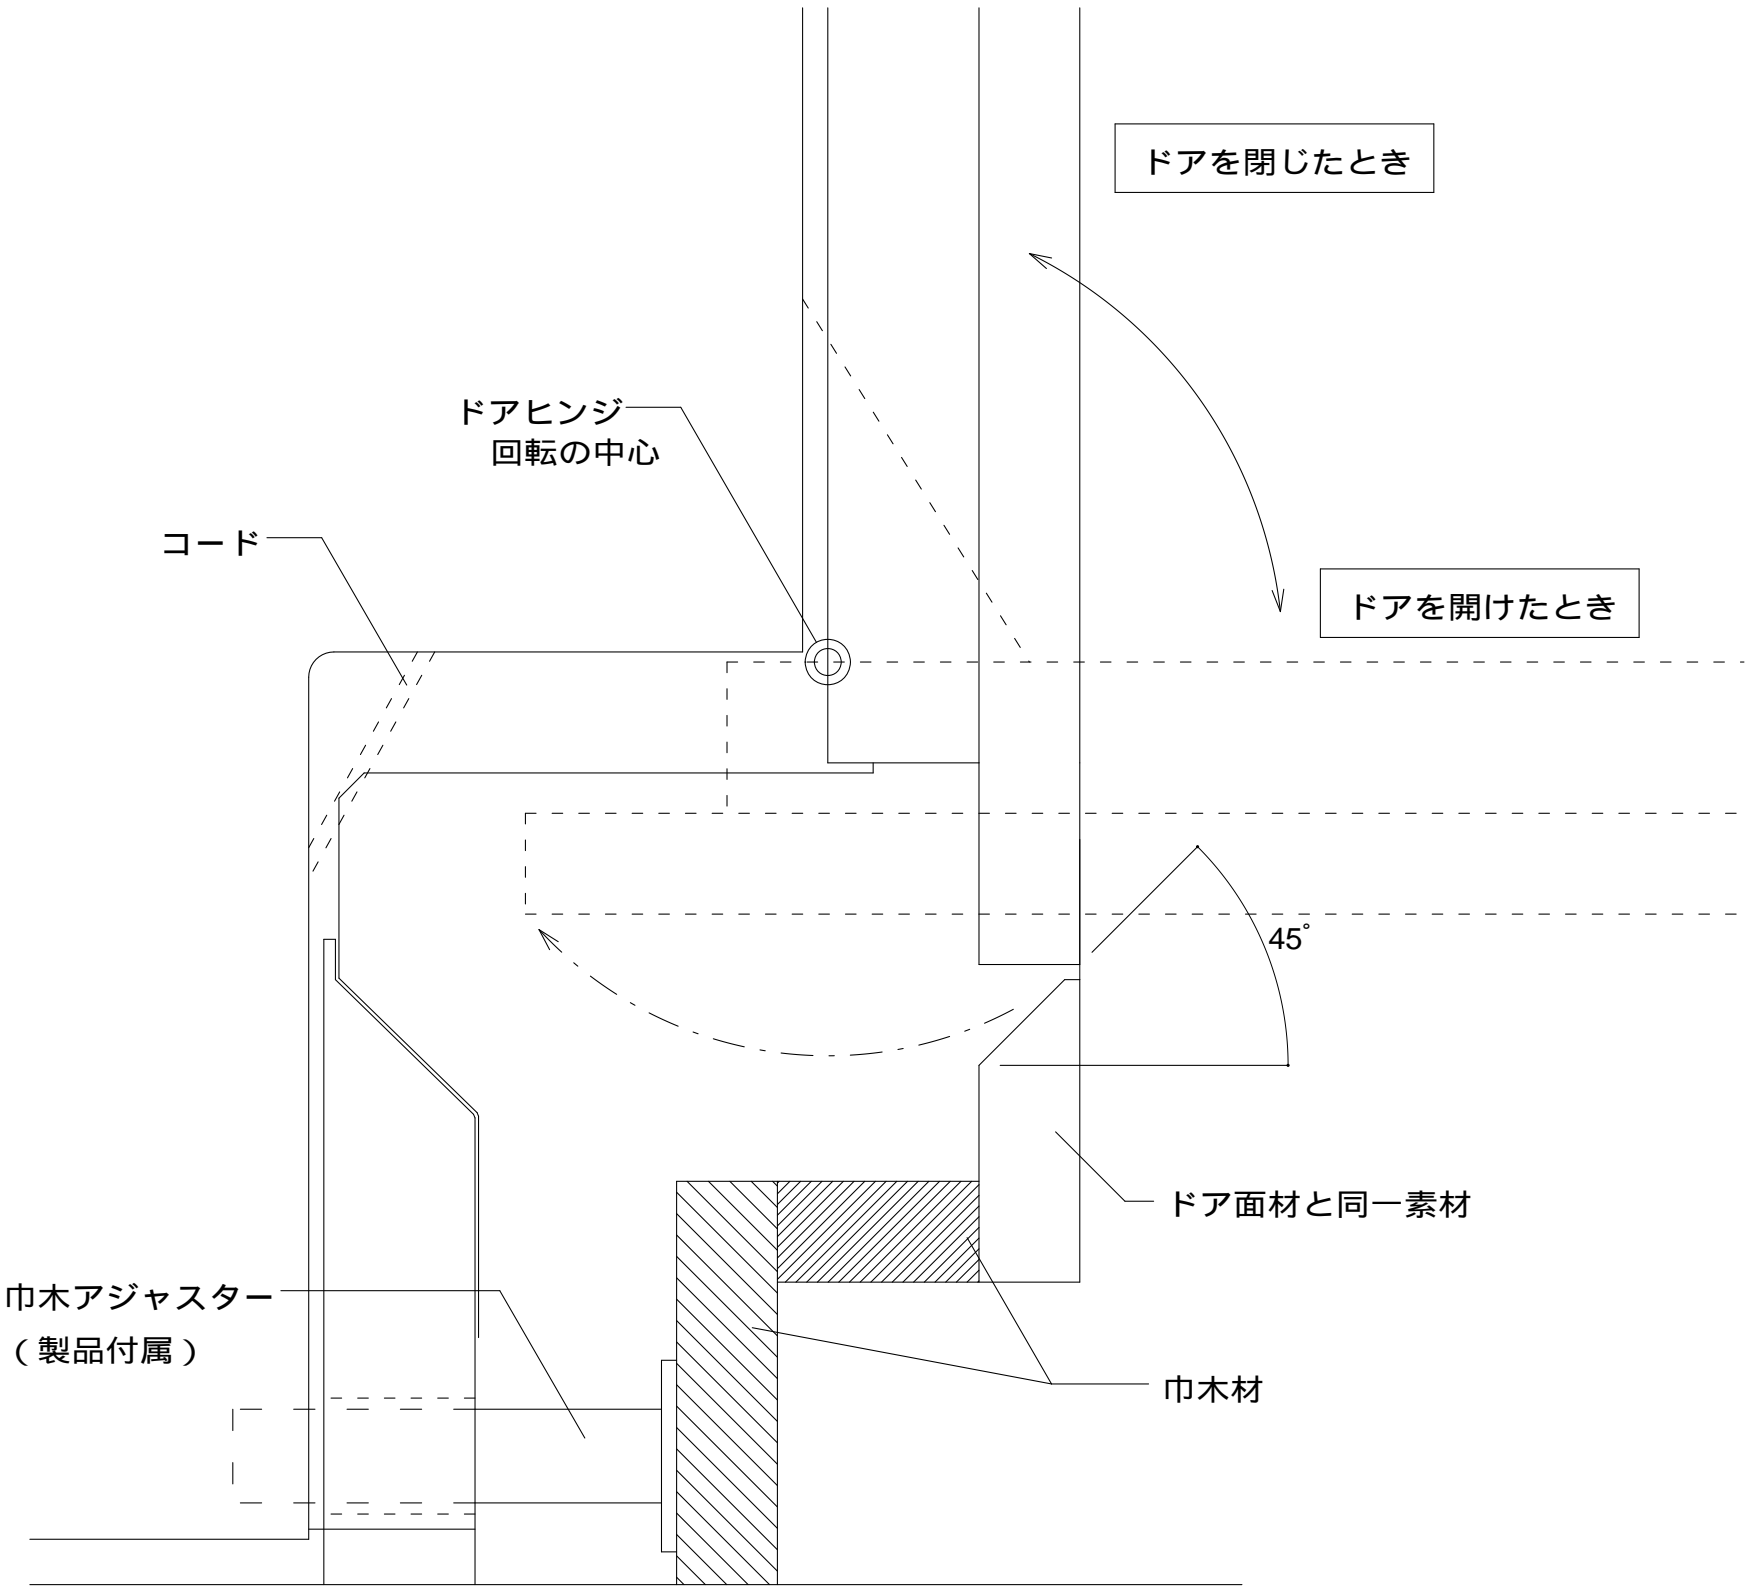 ドアを閉じたとき
ドアヒンジ
回転の中心
コード
ドアを開けたとき
45°
ドア面材と同一素材
巾木アジャスター
（製品付属）
巾木材